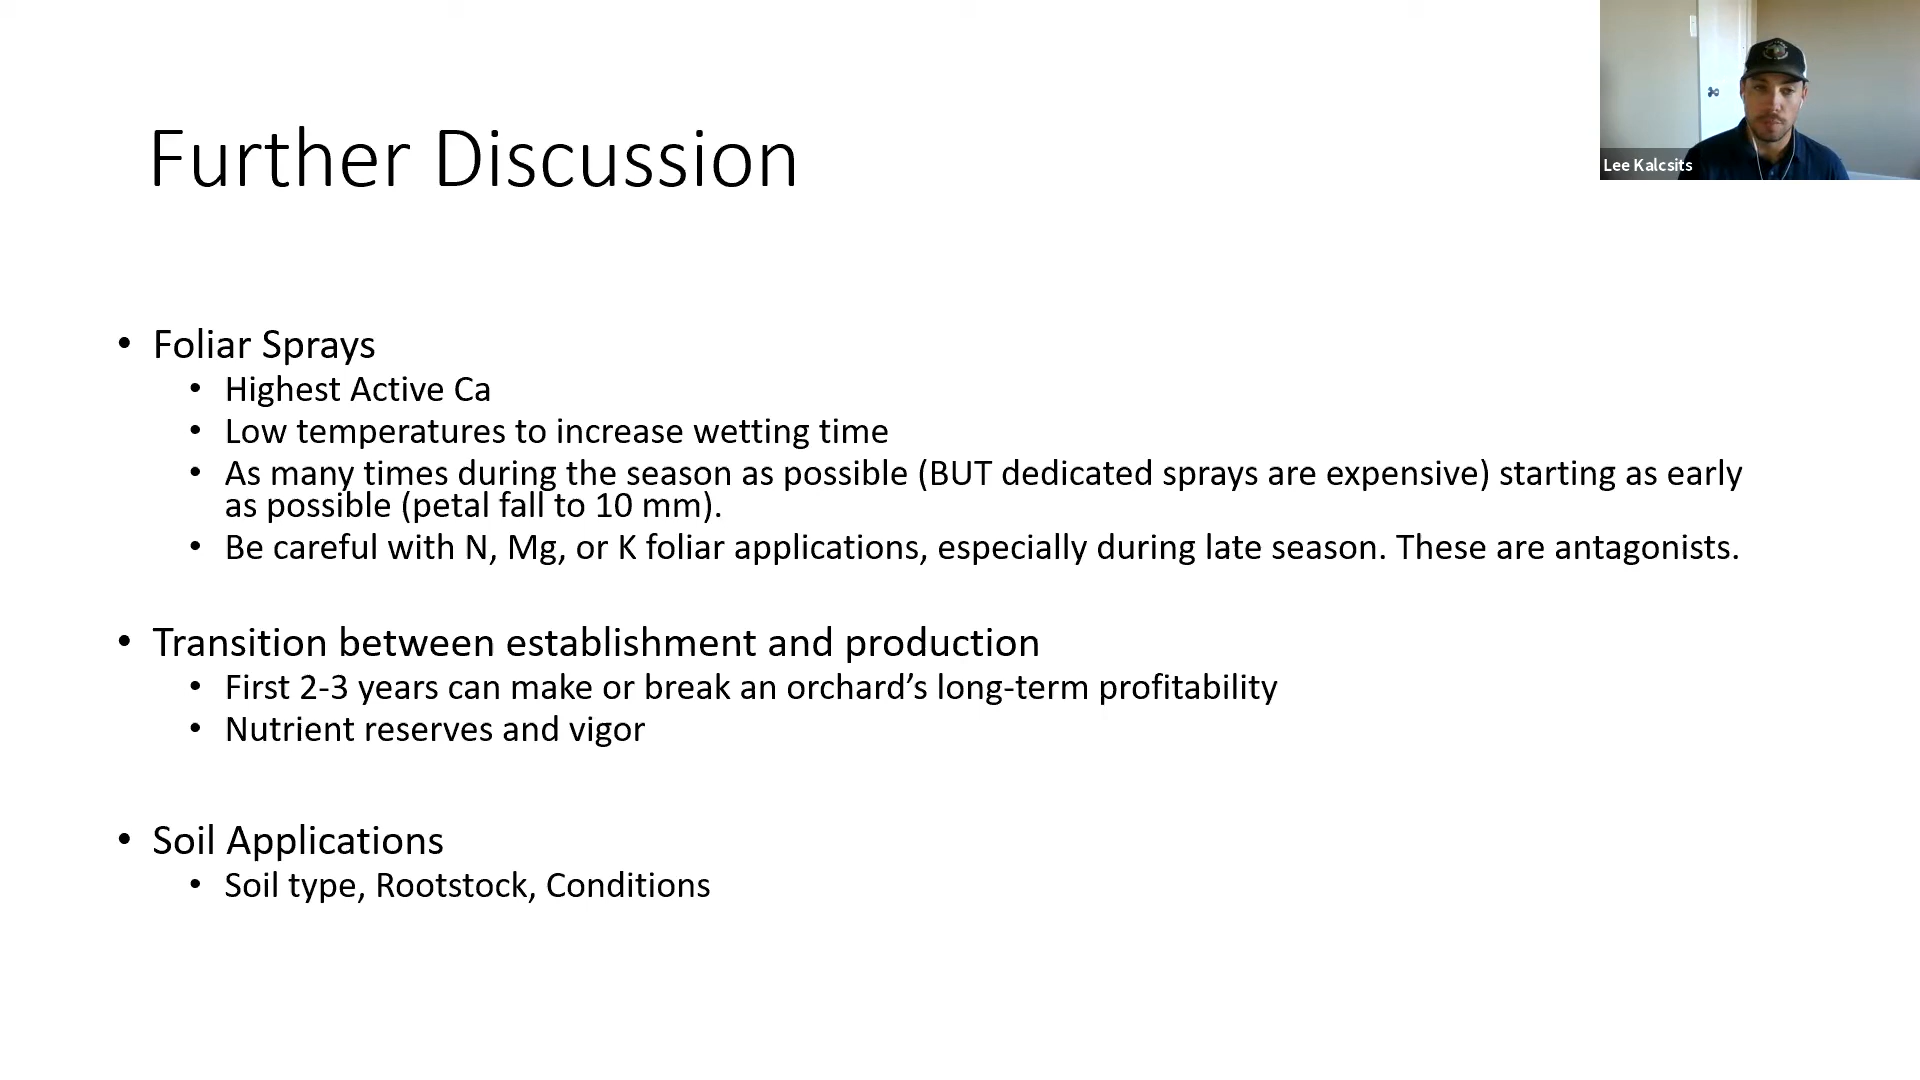 Further Discussion
Lee Kalcsits
• Foliar Sprays
• Highest Active Ca
• Low temperatures to increase wetting time
• As many times during the season as possible (BUT dedicated sprays are expensive) starting as early
as possible (petal fall to 10 mm).
• Be careful with N, Mg, or K foliar applications, especially during late season. These are antagonists.
• Transition between establishment and production
• First 2-3 years can make or break an orchard’s long-term profitability
• Nutrient reserves and vigor
• Soil Applications
• Soil type, Rootstock, Conditions